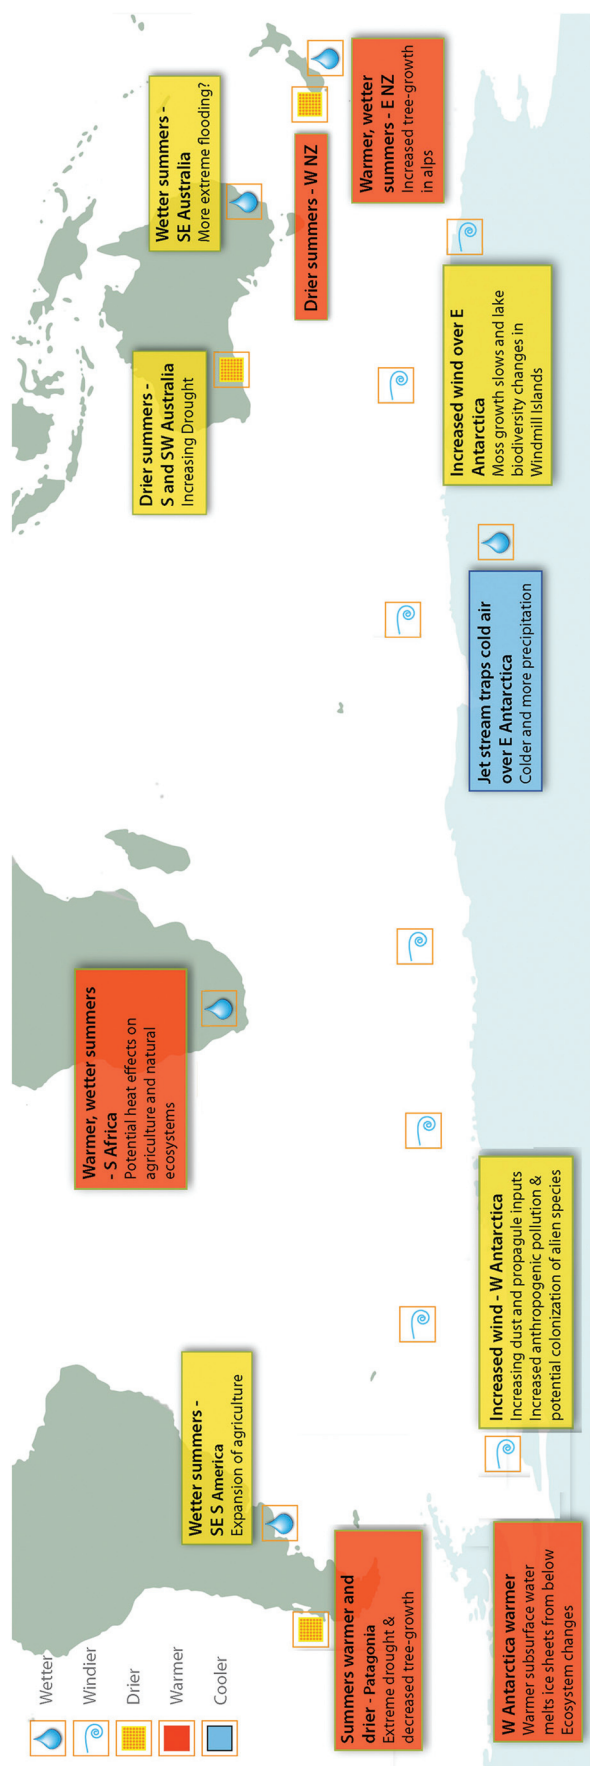 Wetter
Windier
Drier
Warmer
Cooler
Summers warmer and
drier - Patagonia
Extreme drought &
decreased tree-growth
Wetter summers -
SE S America
Expansion of agriculture
W Antarctica warmer
Warmer subsurface water
melts ice sheets from below
Ecosystem changes
Increased wind - W Antarctica
Increasing dust and propagule inputs
Increased anthropogenic pollution &
potential colonization of alien species
Warmer, wetter summers
- S Africa
Potential heat effects on
agriculture and natural
ecosystems
Jet stream traps cold air
over E Antarctica
Colder and more precipitation
Drier summers -
S and SW Australia
Increasing Drought
Increased wind over E
Antarctica
Moss growth slows and lake
biodiversity changes in
Windmill Islands
Wetter summers -
SE Australia
More extreme flooding?
Drier summers - W NZ
Warmer, wetter
summers - E NZ
Increased tree-growth
in alps